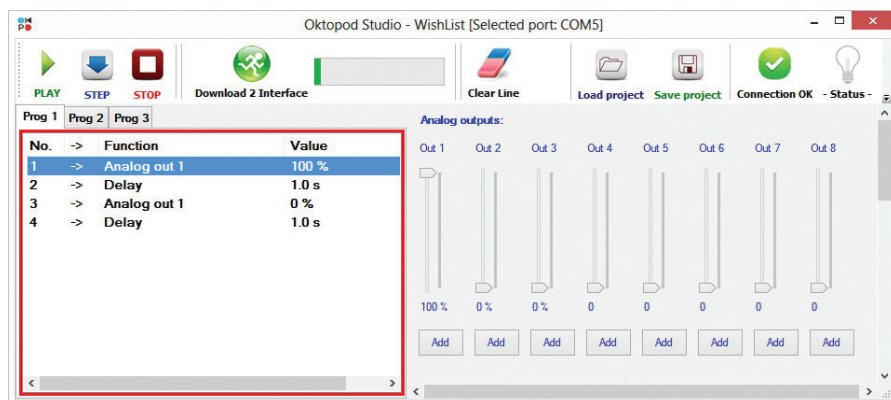 OK
PD
Oktopod Studio - WishList [Selected port: COM5]
PLAY STEP STOP Download 2 Interface Clear Line Load project Save project Connection OK - Status -
Prog 1 Prog 2 Prog 3
No. -> Function Value
1 -> Analog out 1 100 %
2 -> Delay 1.0 s
3 -> Analog out 1 0 %
4 -> Delay 1.0 s
Analog outputs:
Out 1 Out 2 Out 3 Out 4 Out 5 Out 6 Out 7 Out 8
100 % 0 % 0 % 0 0 0 0 0
Add Add Add Add Add Add Add Add